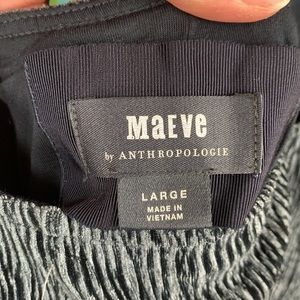 MaEve
by ANTHROPOLOGIE
LARGE
MADE IN
VIETNAM